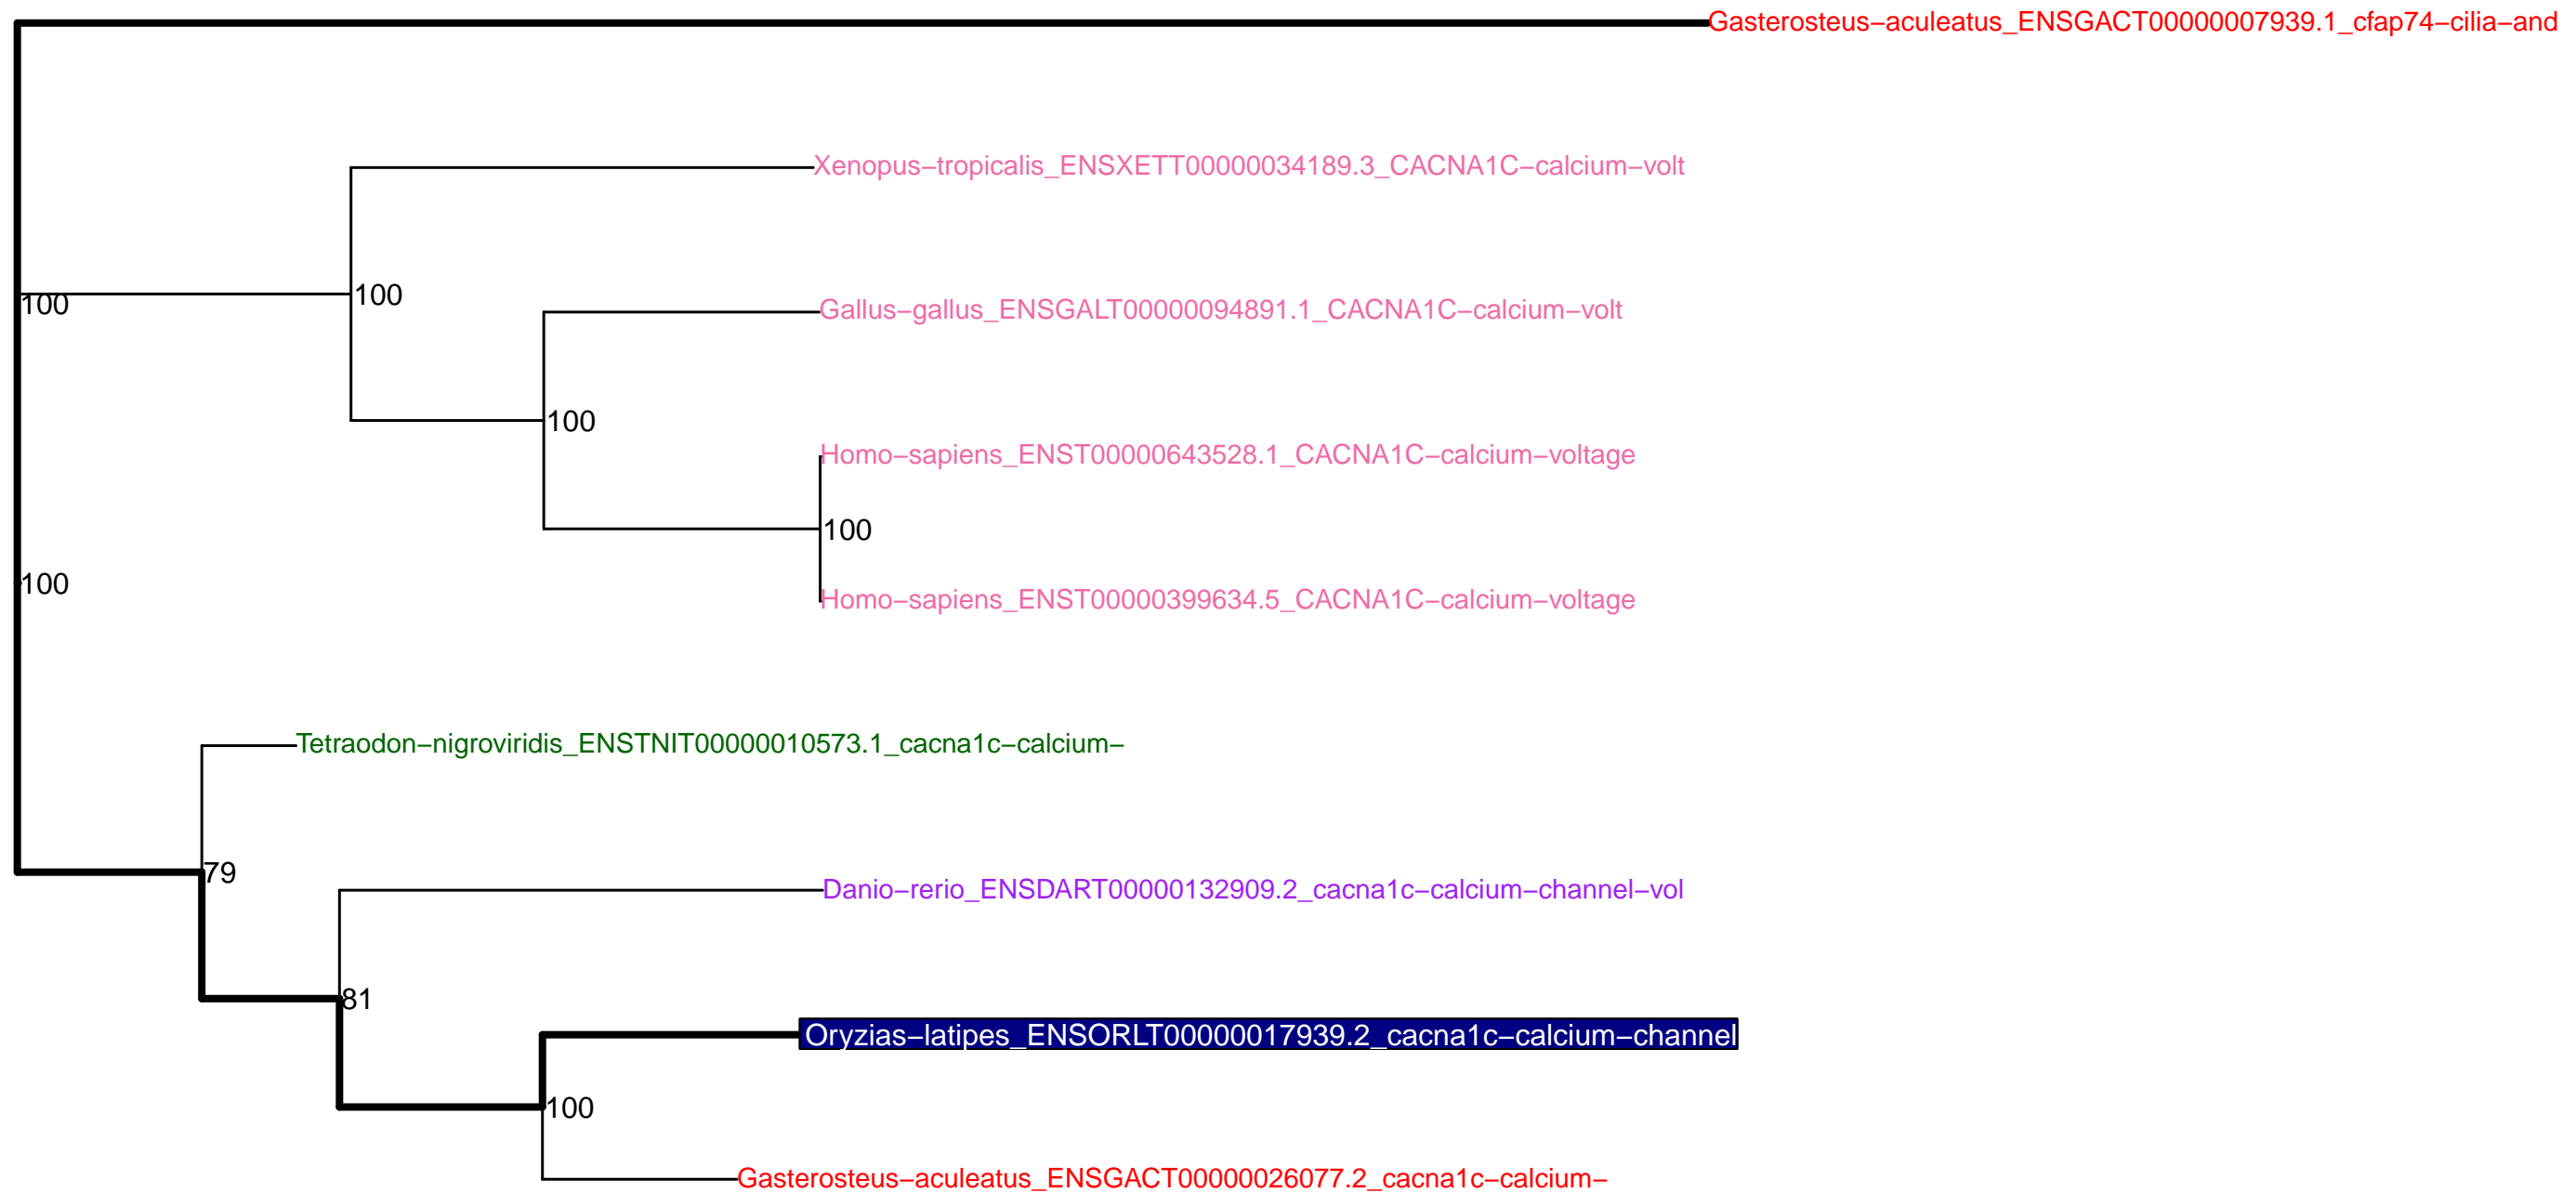 Gasterosteus−aculeatus_ENSGACT00000007939.1_cfap74−cilia−and
Xenopus−tropicalis_ENSXETT00000034189.3_CACNA1C−calcium−volt
100
100
Gallus−gallus_ENSGALT00000094891.1_CACNA1C−calcium−volt
100
Homo−sapiens_ENST00000643528.1_CACNA1C−calcium−voltage
100
100
Homo−sapiens_ENST00000399634.5_CACNA1C−calcium−voltage
Tetraodon−nigroviridis_ENSTNIT00000010573.1_cacna1c−calcium−
79
Danio−rerio_ENSDART00000132909.2_cacna1c−calcium−channel−vol
81
Oryzias−latipes_ENSORLT00000017939.2_cacna1c−calcium−channel
100
Gasterosteus−aculeatus_ENSGACT00000026077.2_cacna1c−calcium−